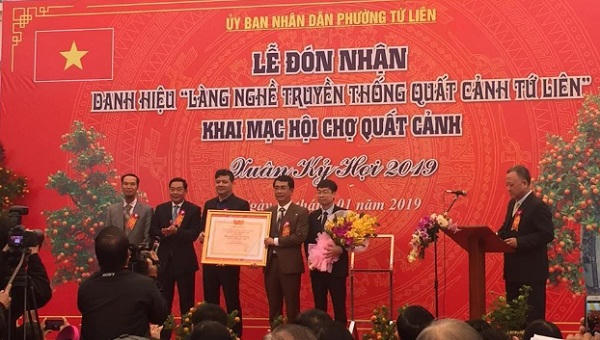 ỦY BAN NHÂN DÂN PHƯỜNG TỨ LIÊN
LỄ ĐÓN NHẬN
DANH HIỆU "LÀNG NGHỀ TRUYỀN THỐNG QUẤT CẢNH TỨ LIÊN"
KHAI MẠC HỘI CHỢ QUẤT CẢNH
Xuân Kỷ Hợi 2019
01 năm 2019